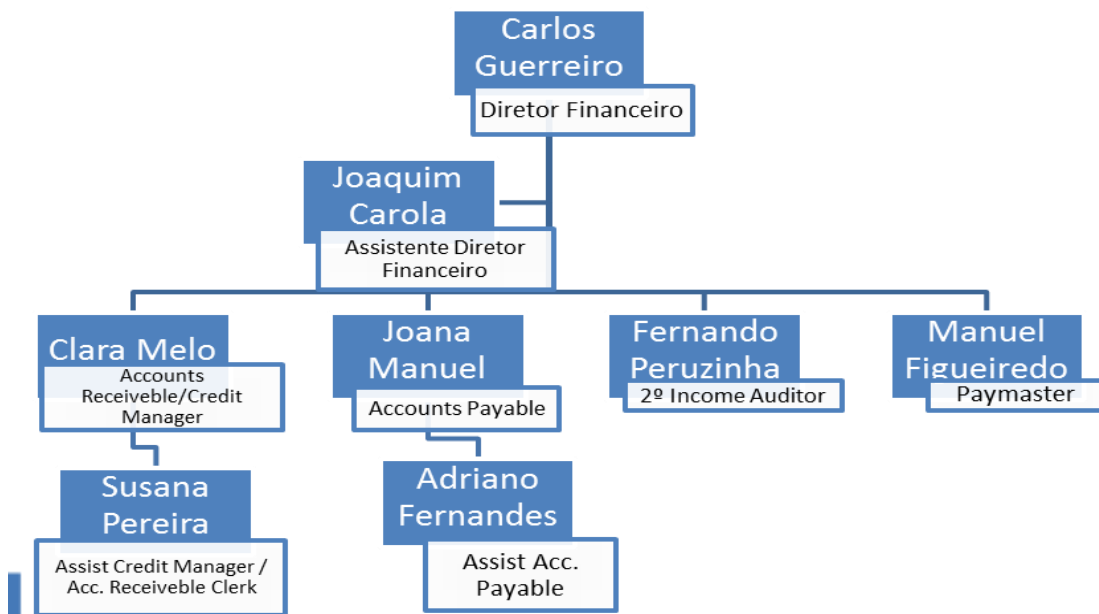 Carlos
Guerreiro
Diretor Financeiro
Joaquim
Carola
Assistente Diretor
Financeiro
Clara Melo
Accounts
Receiveble/Credit
Manager
Joana
Manuel
Accounts Payable
Fernando
Peruzinha
2º Income Auditor
Manuel
Figueiredo
Paymaster
Susana
Pereira
Assist Credit Manager /
Acc. Receiveble Clerk
Adriano
Fernandes
Assist Acc.
Payable